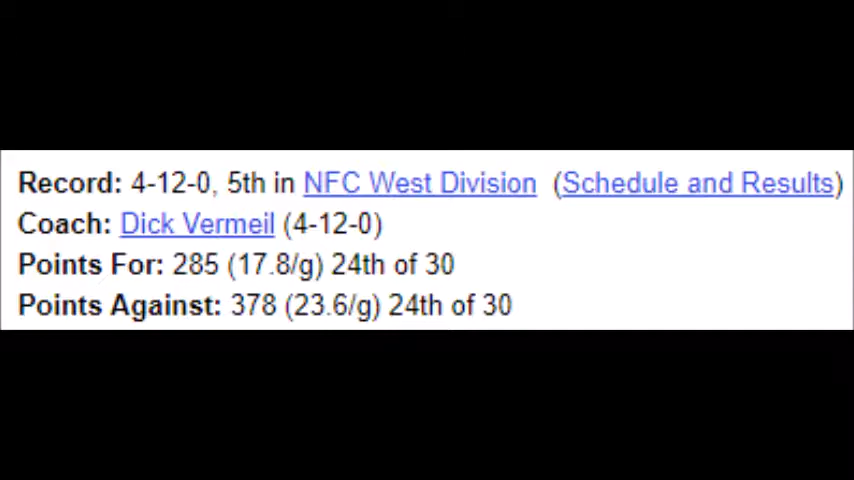 Record: 4-12-0, 5th in NFC West Division (Schedule and Results)
Coach: Dick Vermeil (4-12-0)
Points For: 285 (17.8/g) 24th of 30
Points Against: 378 (23.6/g) 24th of 30